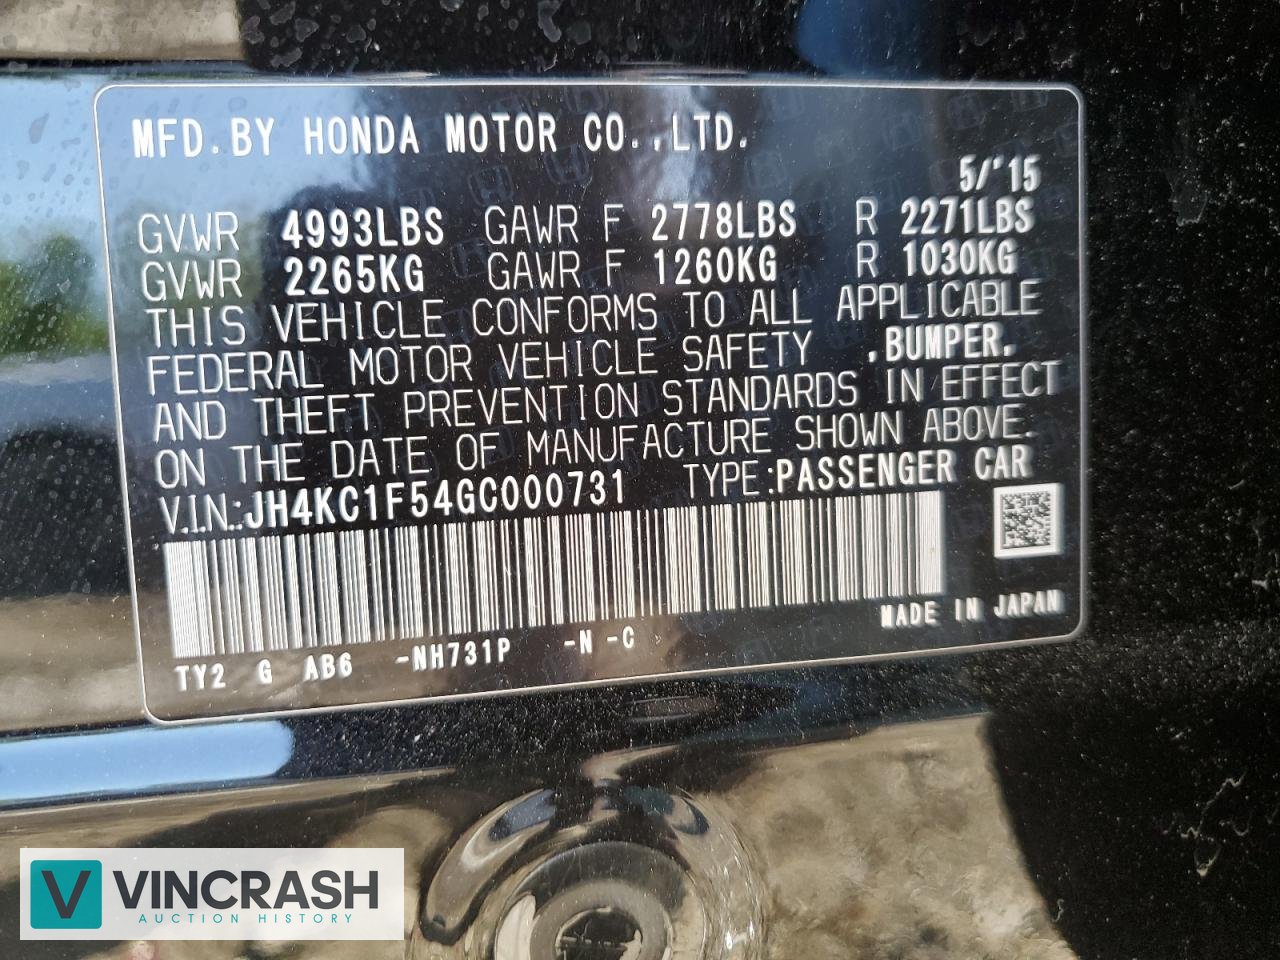 MFD. BY HONDA MOTOR CO., LTD.
5/'15
GVWR 4993LBS GAWR F 2778LBS R 2271LBS
GVWR 2265KG GAWR F 1260KG R 1030KG
THIS VEHICLE CONFORMS TO ALL APPLICABLE
FEDERAL MOTOR VEHICLE SAFETY ,BUMPER,
AND THEFT PREVENTION STANDARDS IN EFFECT
ON THE DATE OF MANUFACTURE SHOWN ABOVE.
V.I.N.:JH4KC1F54GC000731 TYPE:PASSENGER CAR
MADE IN JAPAN
TY2 G AB6 -NH731P -N -C
V VINCRASH
AUCTION HISTORY